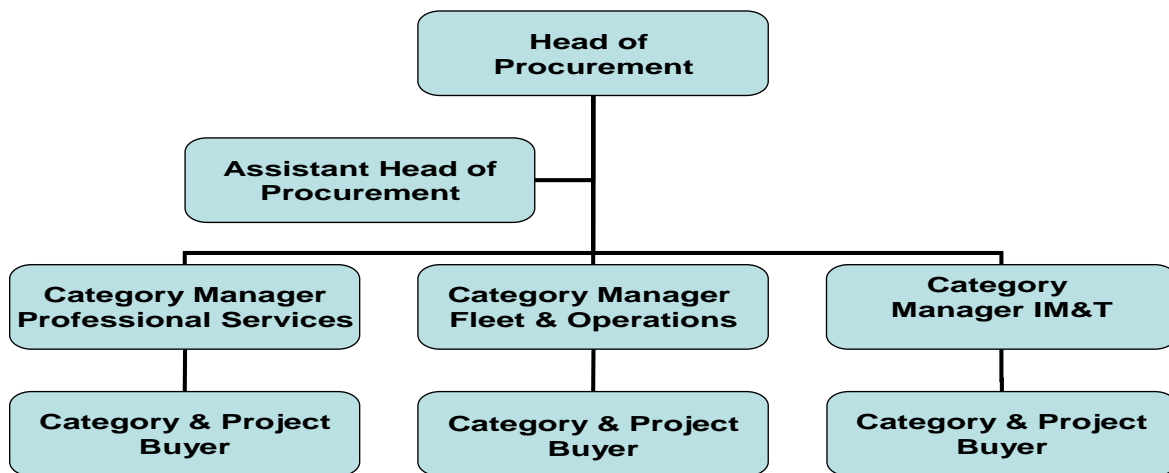 Head of
Procurement
Assistant Head of
Procurement
Category Manager
Professional Services
Category Manager
Fleet & Operations
Category
Manager IM&T
Category & Project
Buyer
Category & Project
Buyer
Category & Project
Buyer